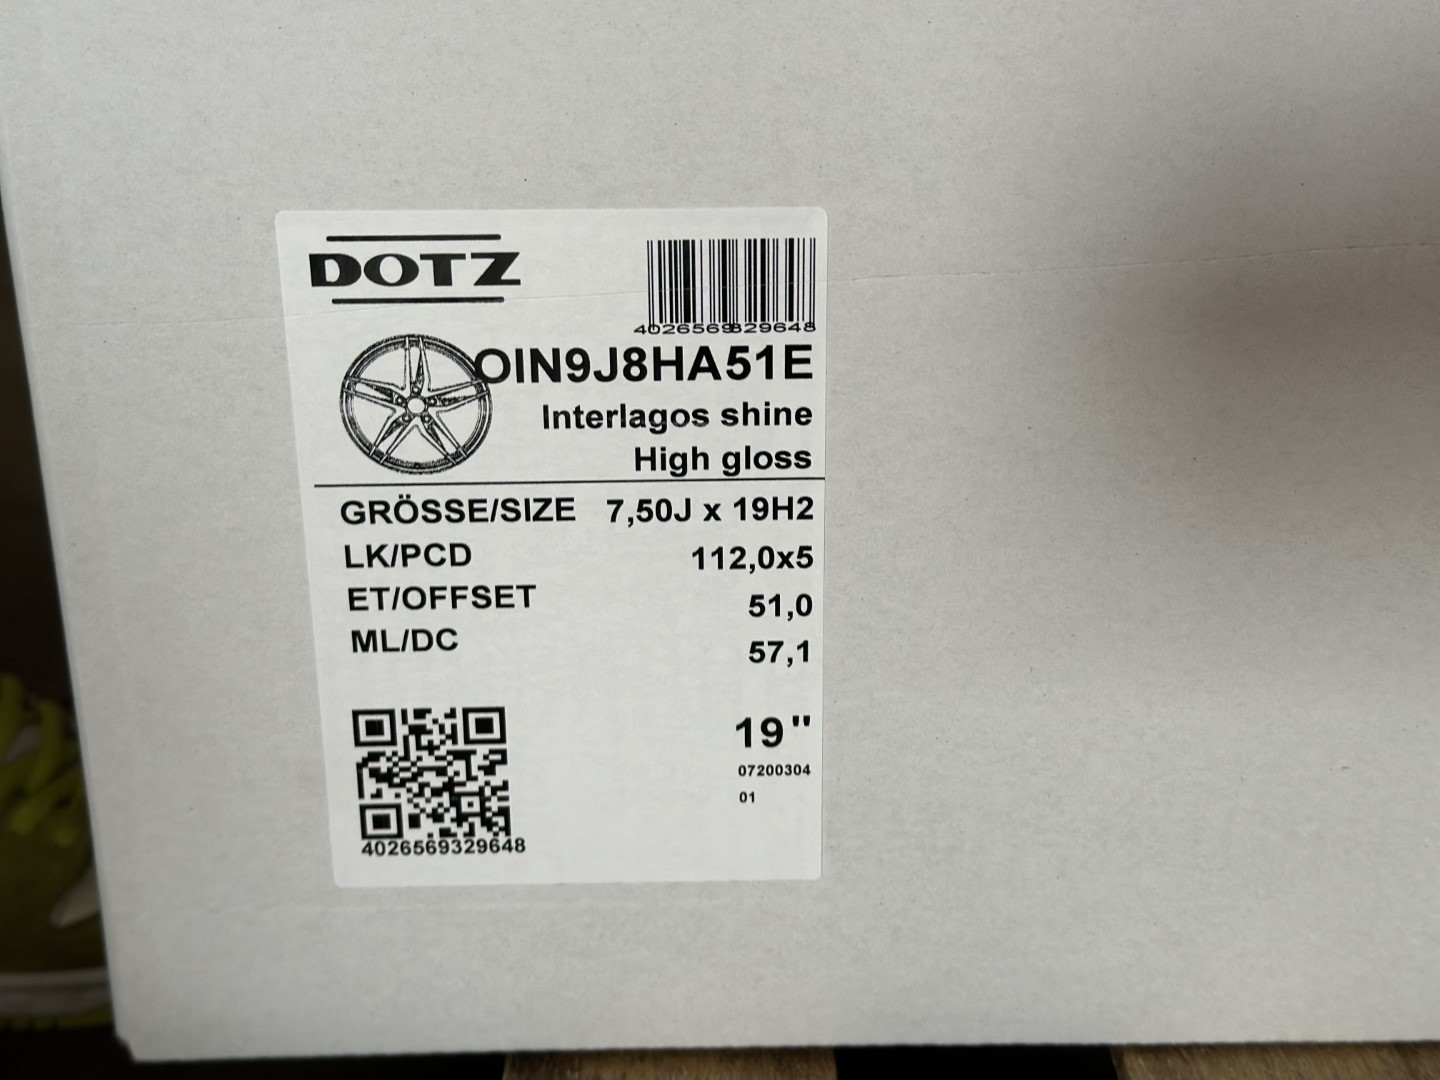 DOTZ
4026569329648
OIN9J8HA51E
Interlagos shine
High gloss
GRÖSSE/SIZE 7,50J x 19H2
LK/PCD 112,0x5
ET/OFFSET 51,0
ML/DC 57,1
19"
07200304
01
4026569329648